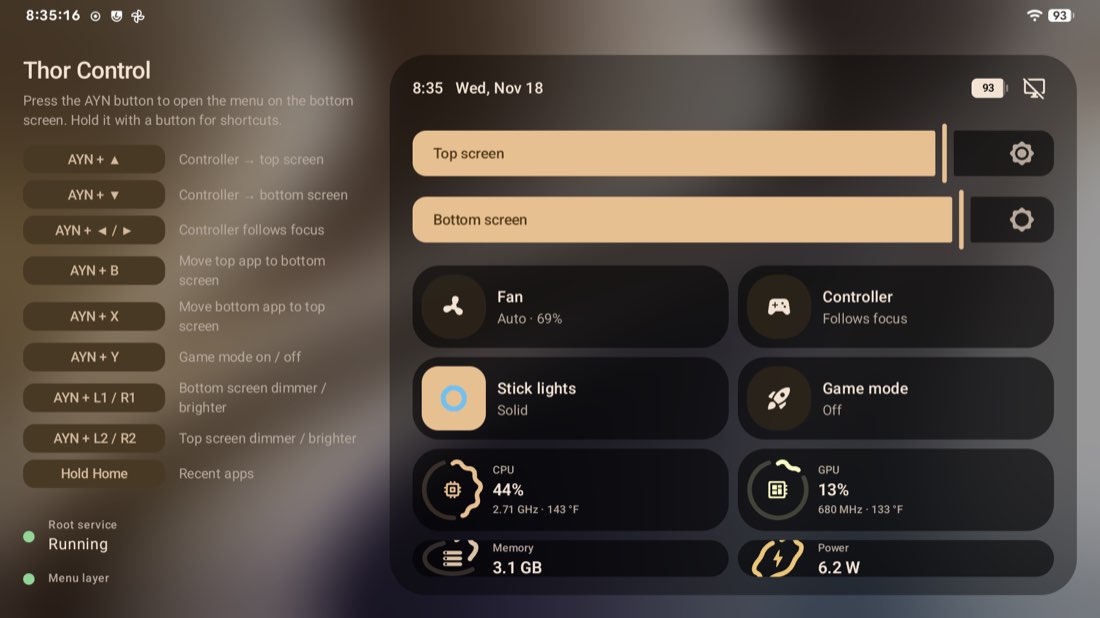 8:35:16
93
Thor Control
Press the AYN button to open the menu on the bottom
screen. Hold it with a button for shortcuts.
AYN + ▲ Controller → top screen
AYN + ▼ Controller → bottom screen
AYN + ◄ / ► Controller follows focus
AYN + B Move top app to bottom
screen
AYN + X Move bottom app to top
screen
AYN + Y Game mode on / off
AYN + L1 / R1 Bottom screen dimmer /
brighter
AYN + L2 / R2 Top screen dimmer / brighter
Hold Home Recent apps
Root service
Running
Menu layer
8:35 Wed, Nov 18
93
Top screen
Bottom screen
Fan
Auto · 69%
Controller
Follows focus
Stick lights
Solid
Game mode
Off
CPU
44%
2.71 GHz · 143 °F
GPU
13%
680 MHz · 133 °F
Memory
3.1 GB
Power
6.2 W